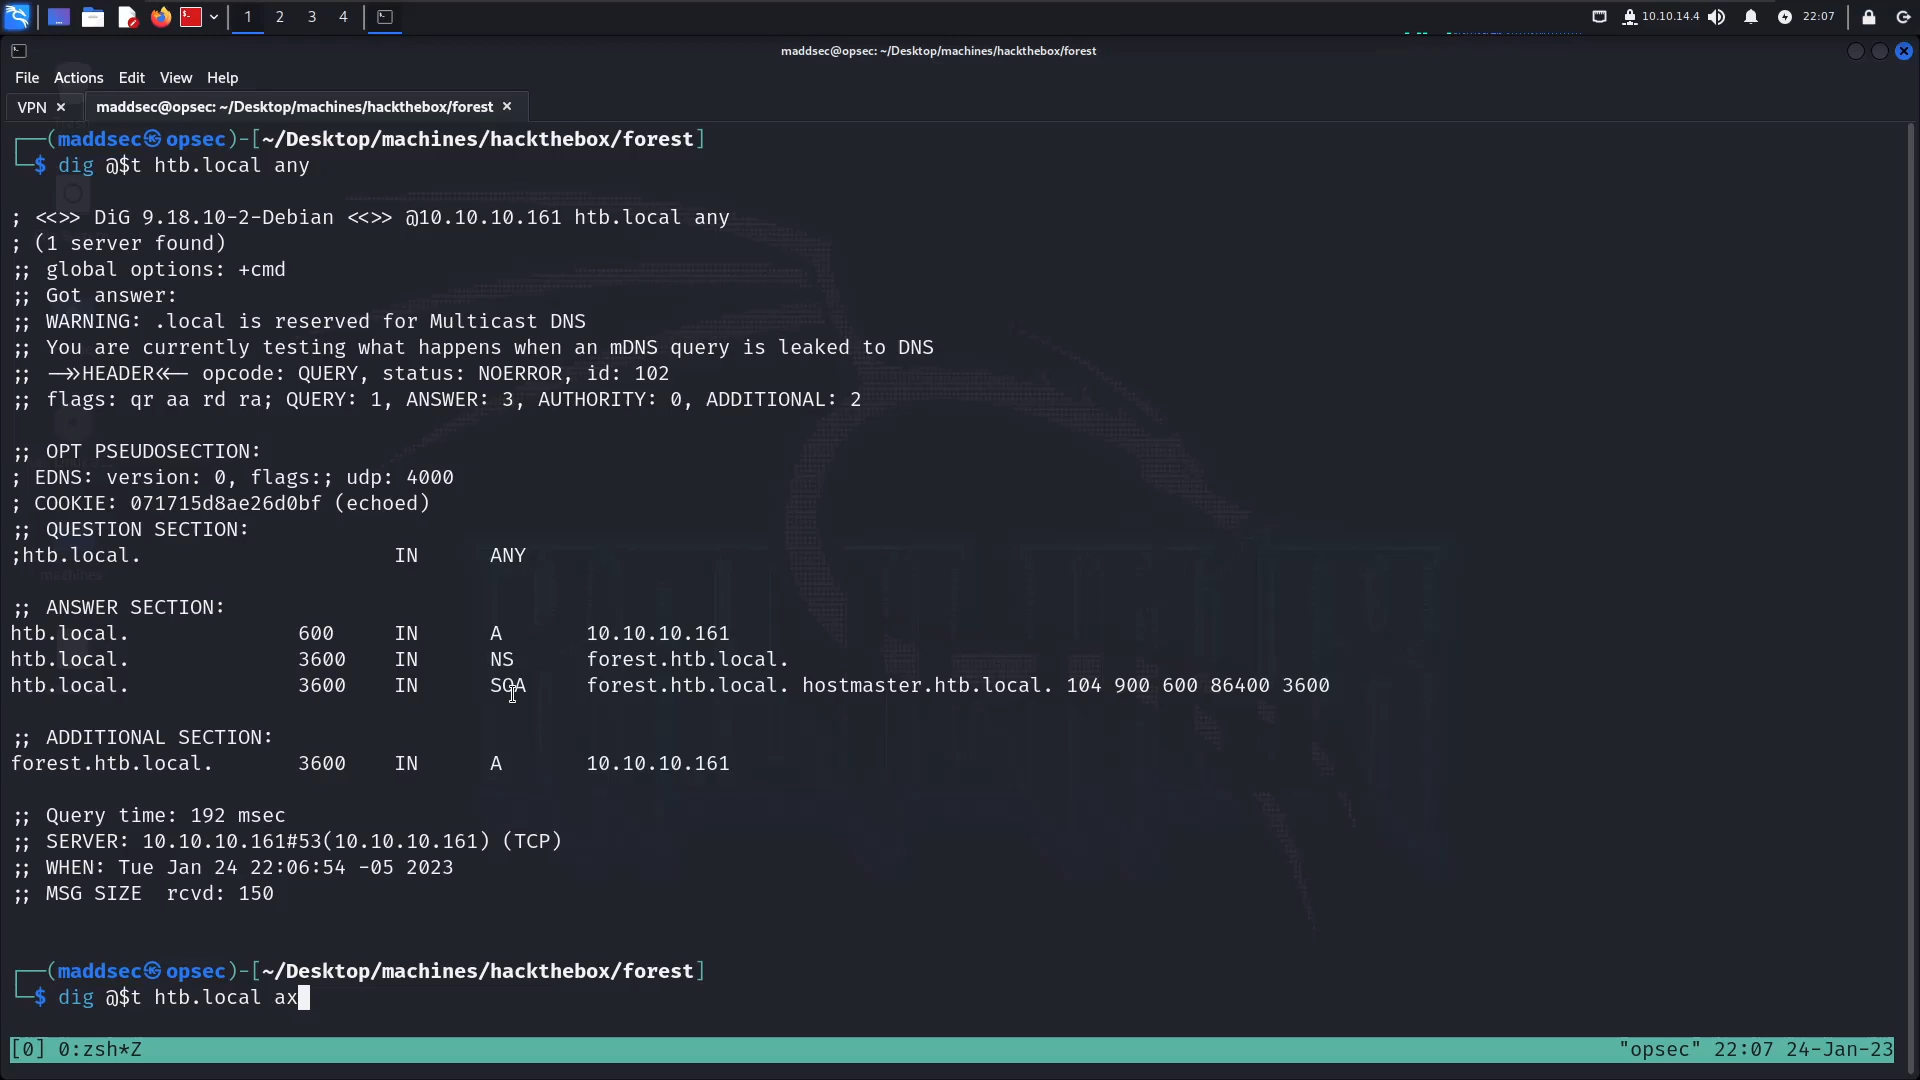 1 2 3 4 10.10.14.4 22:07
maddsec@opsec: ~/Desktop/machines/hackthebox/forest
File Actions Edit View Help
VPN × maddsec@opsec: ~/Desktop/machines/hackthebox/forest ×
┌──(maddsec㉿opsec)-[~/Desktop/machines/hackthebox/forest]
└─$ dig @$t htb.local any
; <<>> DiG 9.18.10-2-Debian <<>> @10.10.10.161 htb.local any
; (1 server found)
;; global options: +cmd
;; Got answer:
;; WARNING: .local is reserved for Multicast DNS
;; You are currently testing what happens when an mDNS query is leaked to DNS
;; ->>HEADER<<- opcode: QUERY, status: NOERROR, id: 102
;; flags: qr aa rd ra; QUERY: 1, ANSWER: 3, AUTHORITY: 0, ADDITIONAL: 2
;; OPT PSEUDOSECTION:
; EDNS: version: 0, flags:; udp: 4000
; COOKIE: 071715d8ae26d0bf (echoed)
;; QUESTION SECTION:
;htb.local. IN ANY
machines
;; ANSWER SECTION:
htb.local. 600 IN A 10.10.10.161
htb.local. 3600 IN NS forest.htb.local.
htb.local. 3600 IN SOA forest.htb.local. hostmaster.htb.local. 104 900 600 86400 3600
;; ADDITIONAL SECTION:
forest.htb.local. 3600 IN A 10.10.10.161
;; Query time: 192 msec
;; SERVER: 10.10.10.161#53(10.10.10.161) (TCP)
;; WHEN: Tue Jan 24 22:06:54 -05 2023
;; MSG SIZE rcvd: 150
┌──(maddsec㉿opsec)-[~/Desktop/machines/hackthebox/forest]
└─$ dig @$t htb.local ax
[0] 0:zsh*Z "opsec" 22:07 24-Jan-23